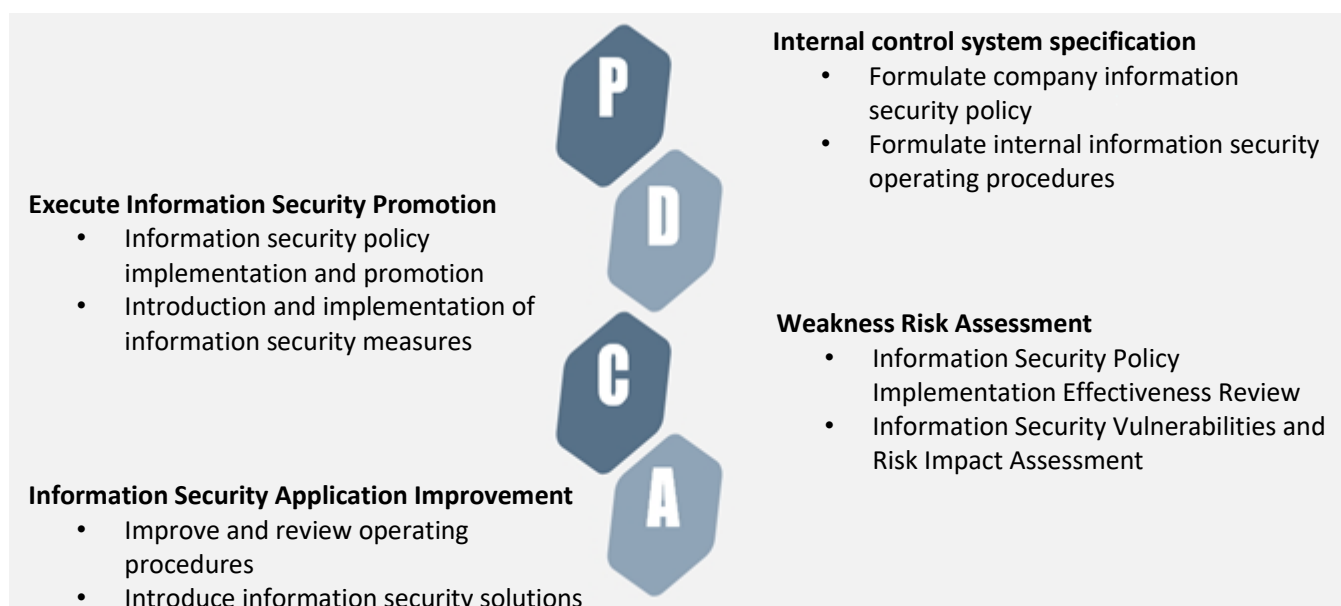 P
Internal control system specification
• Formulate company information
security policy
• Formulate internal information security
operating procedures
D
Execute Information Security Promotion
• Information security policy
implementation and promotion
• Introduction and implementation of
information security measures
C
Weakness Risk Assessment
• Information Security Policy
Implementation Effectiveness Review
• Information Security Vulnerabilities and
Risk Impact Assessment
A
Information Security Application Improvement
• Improve and review operating
procedures
• Introduce information security solutions